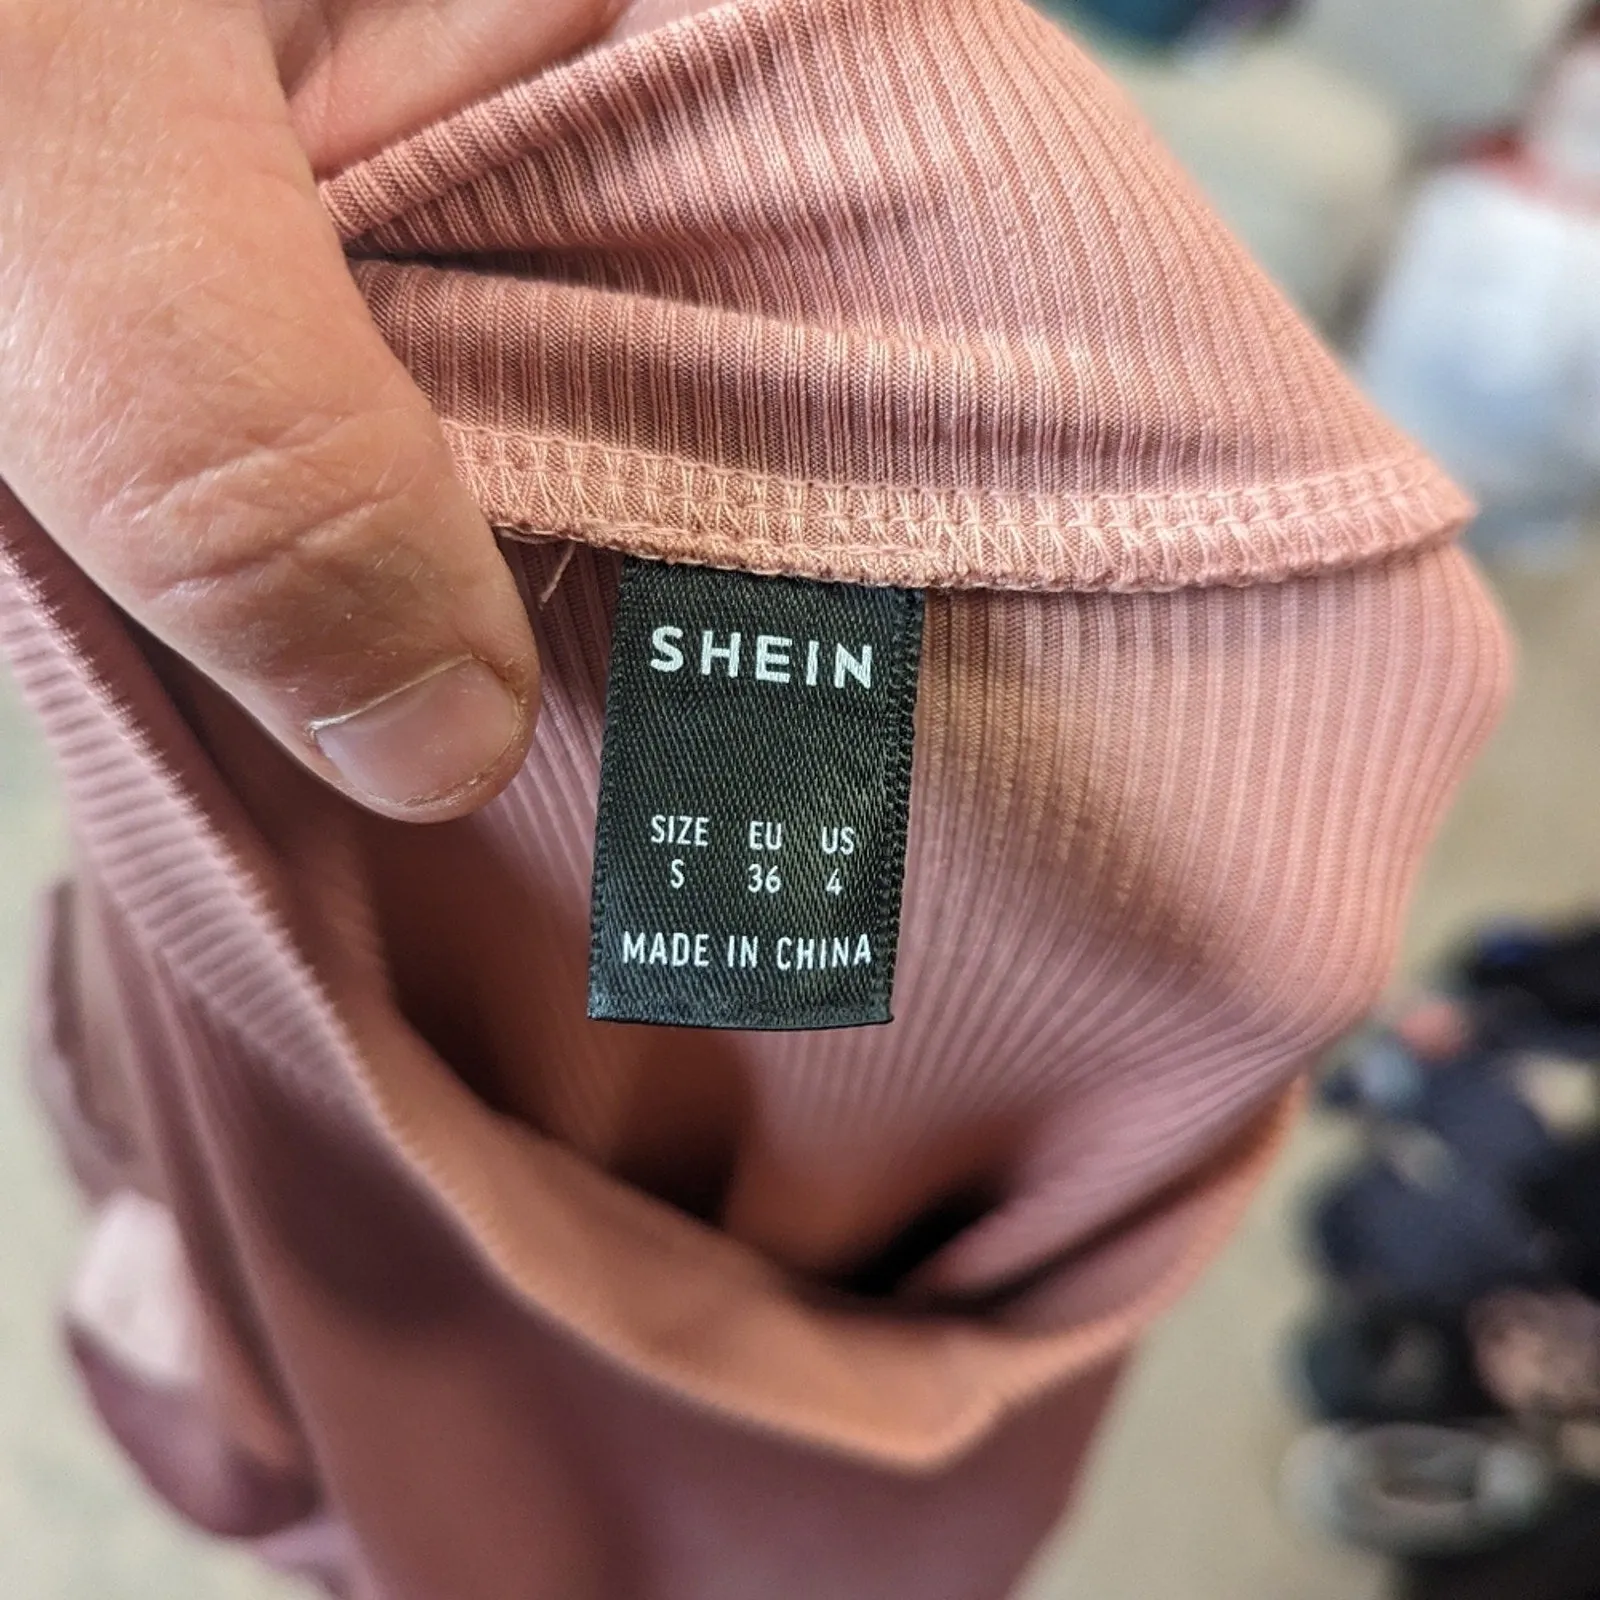 SHEIN
SIZE EU US
S 36 4
MADE IN CHINA